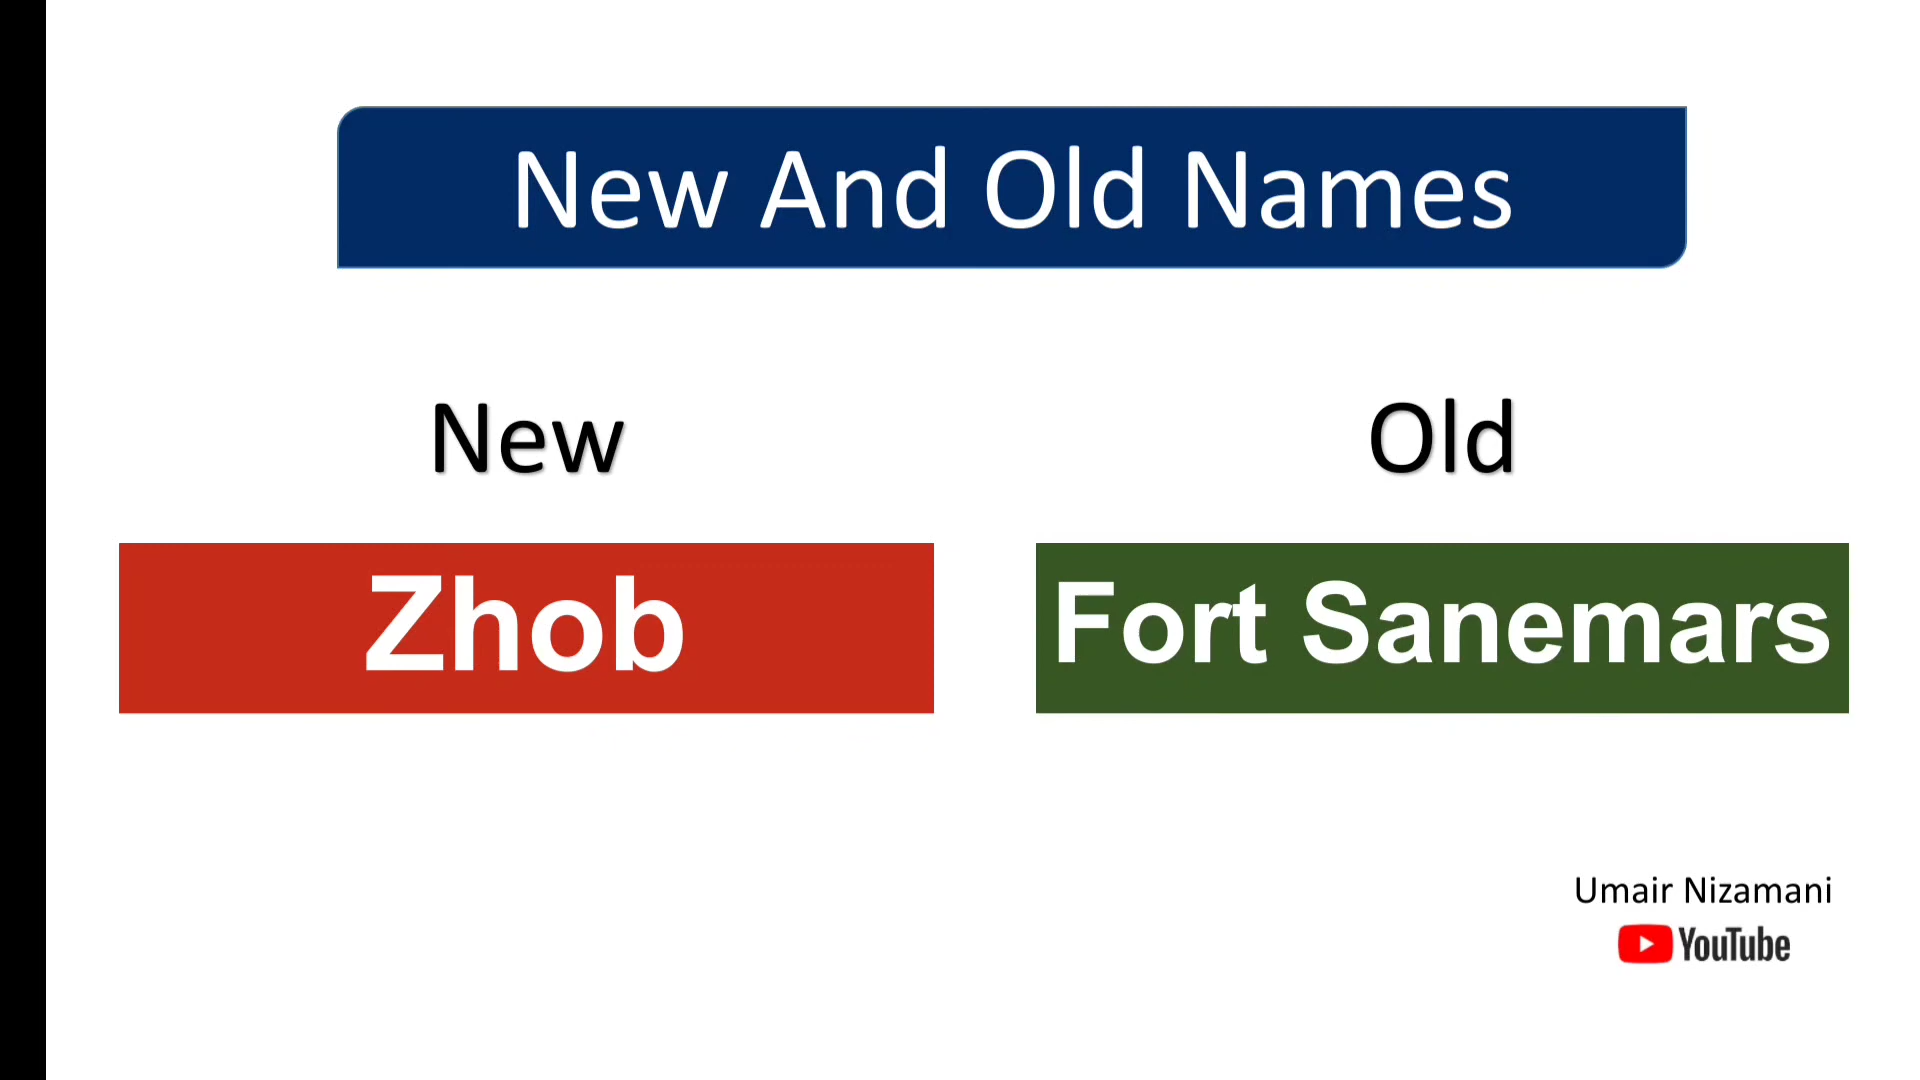 New And Old Names
New
Old
Zhob
Fort Sanemars
Umair Nizamani
YouTube